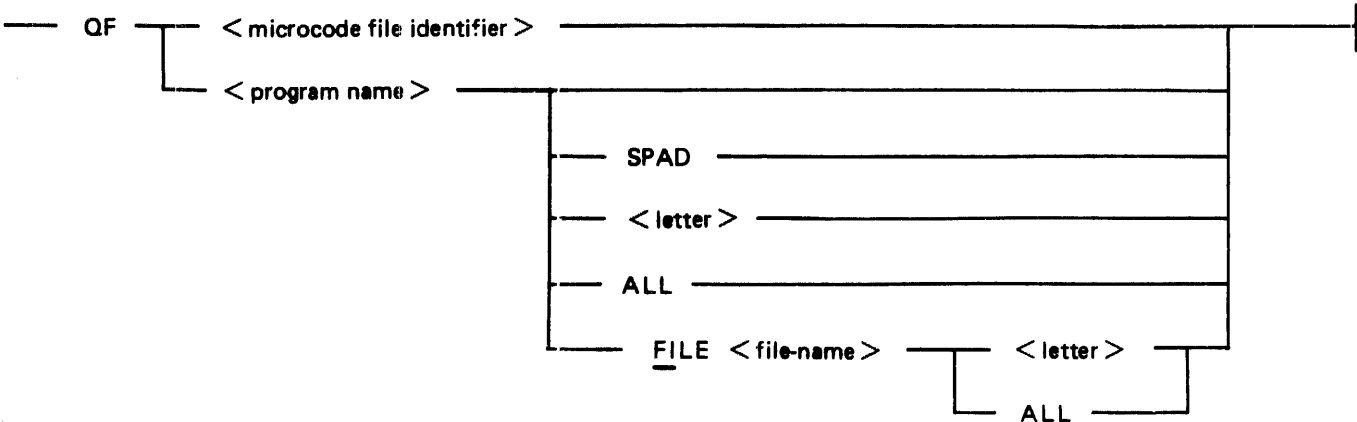 QF < microcode file identifier >
< program name >
SPAD
< letter >
ALL
FILE < file-name > < letter >
ALL